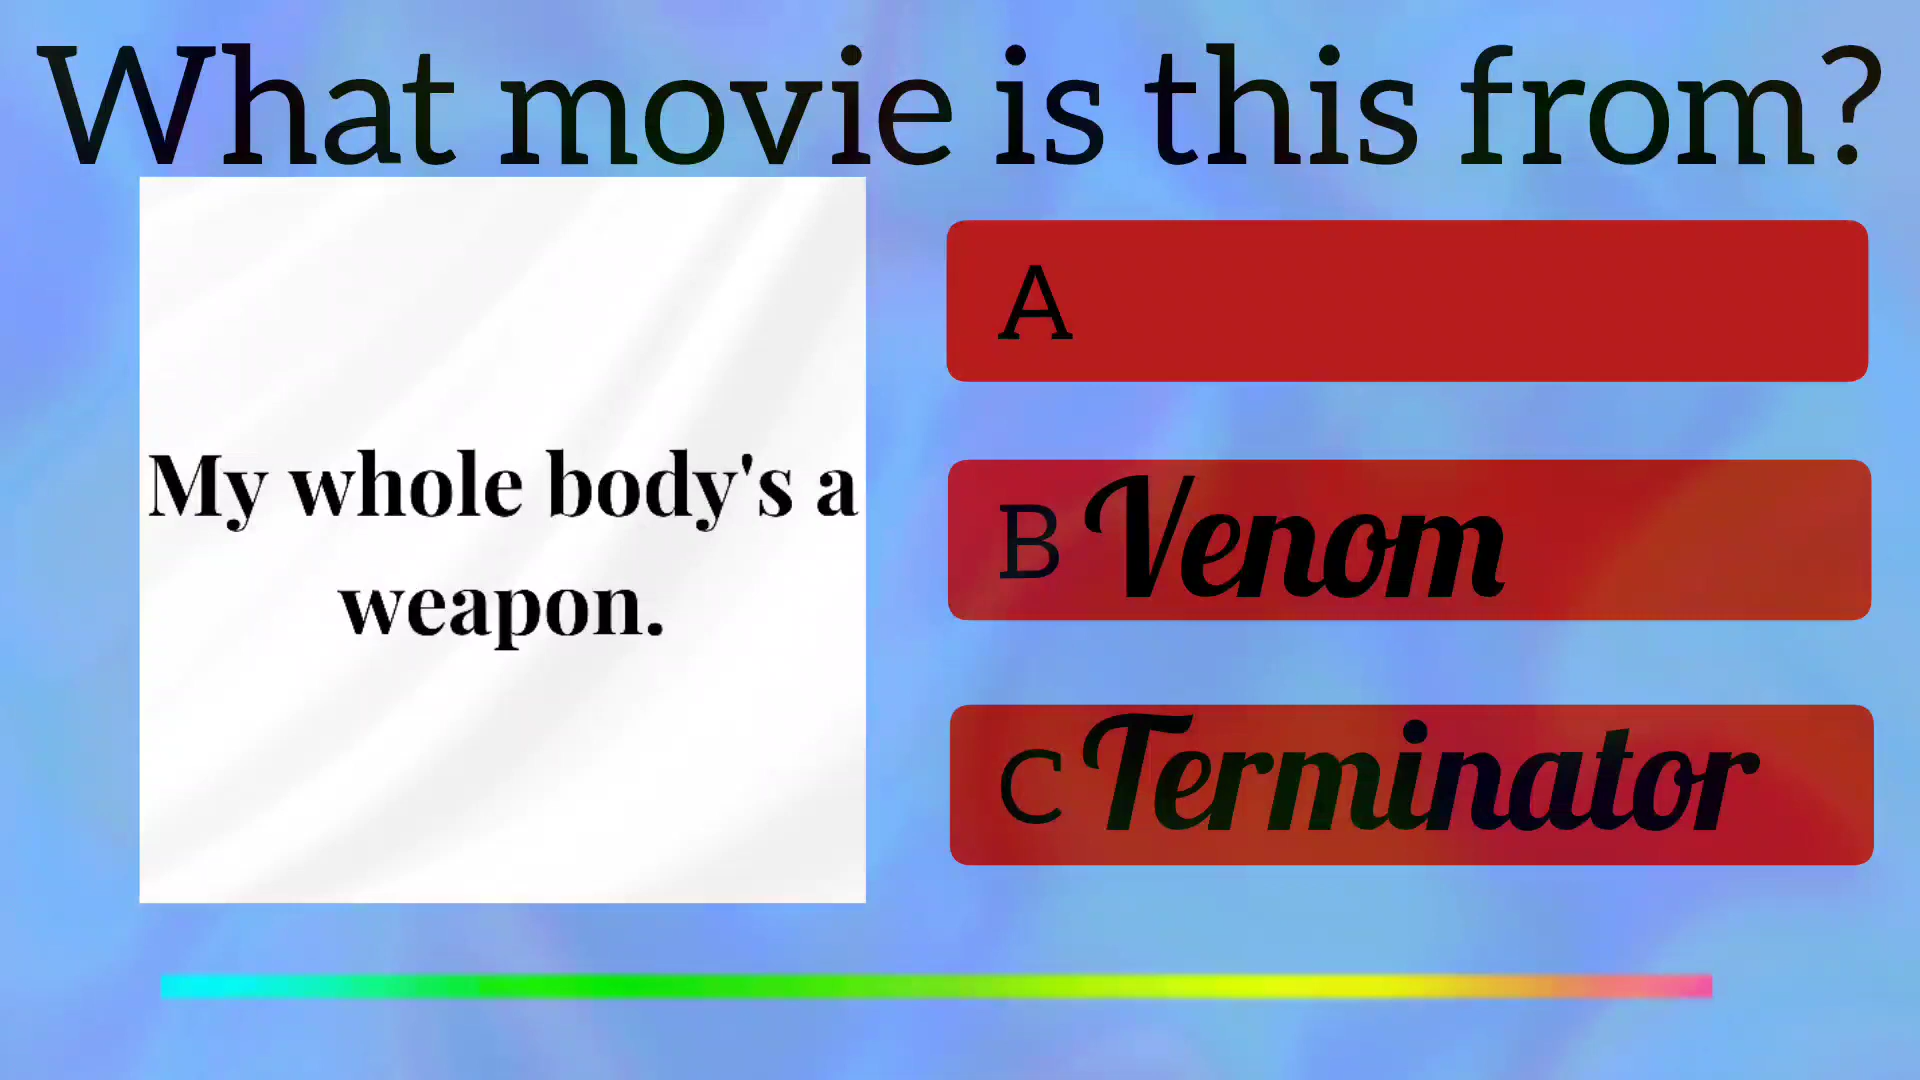 What movie is this from?
My whole body's a
weapon.
A
B Venom
C Terminator